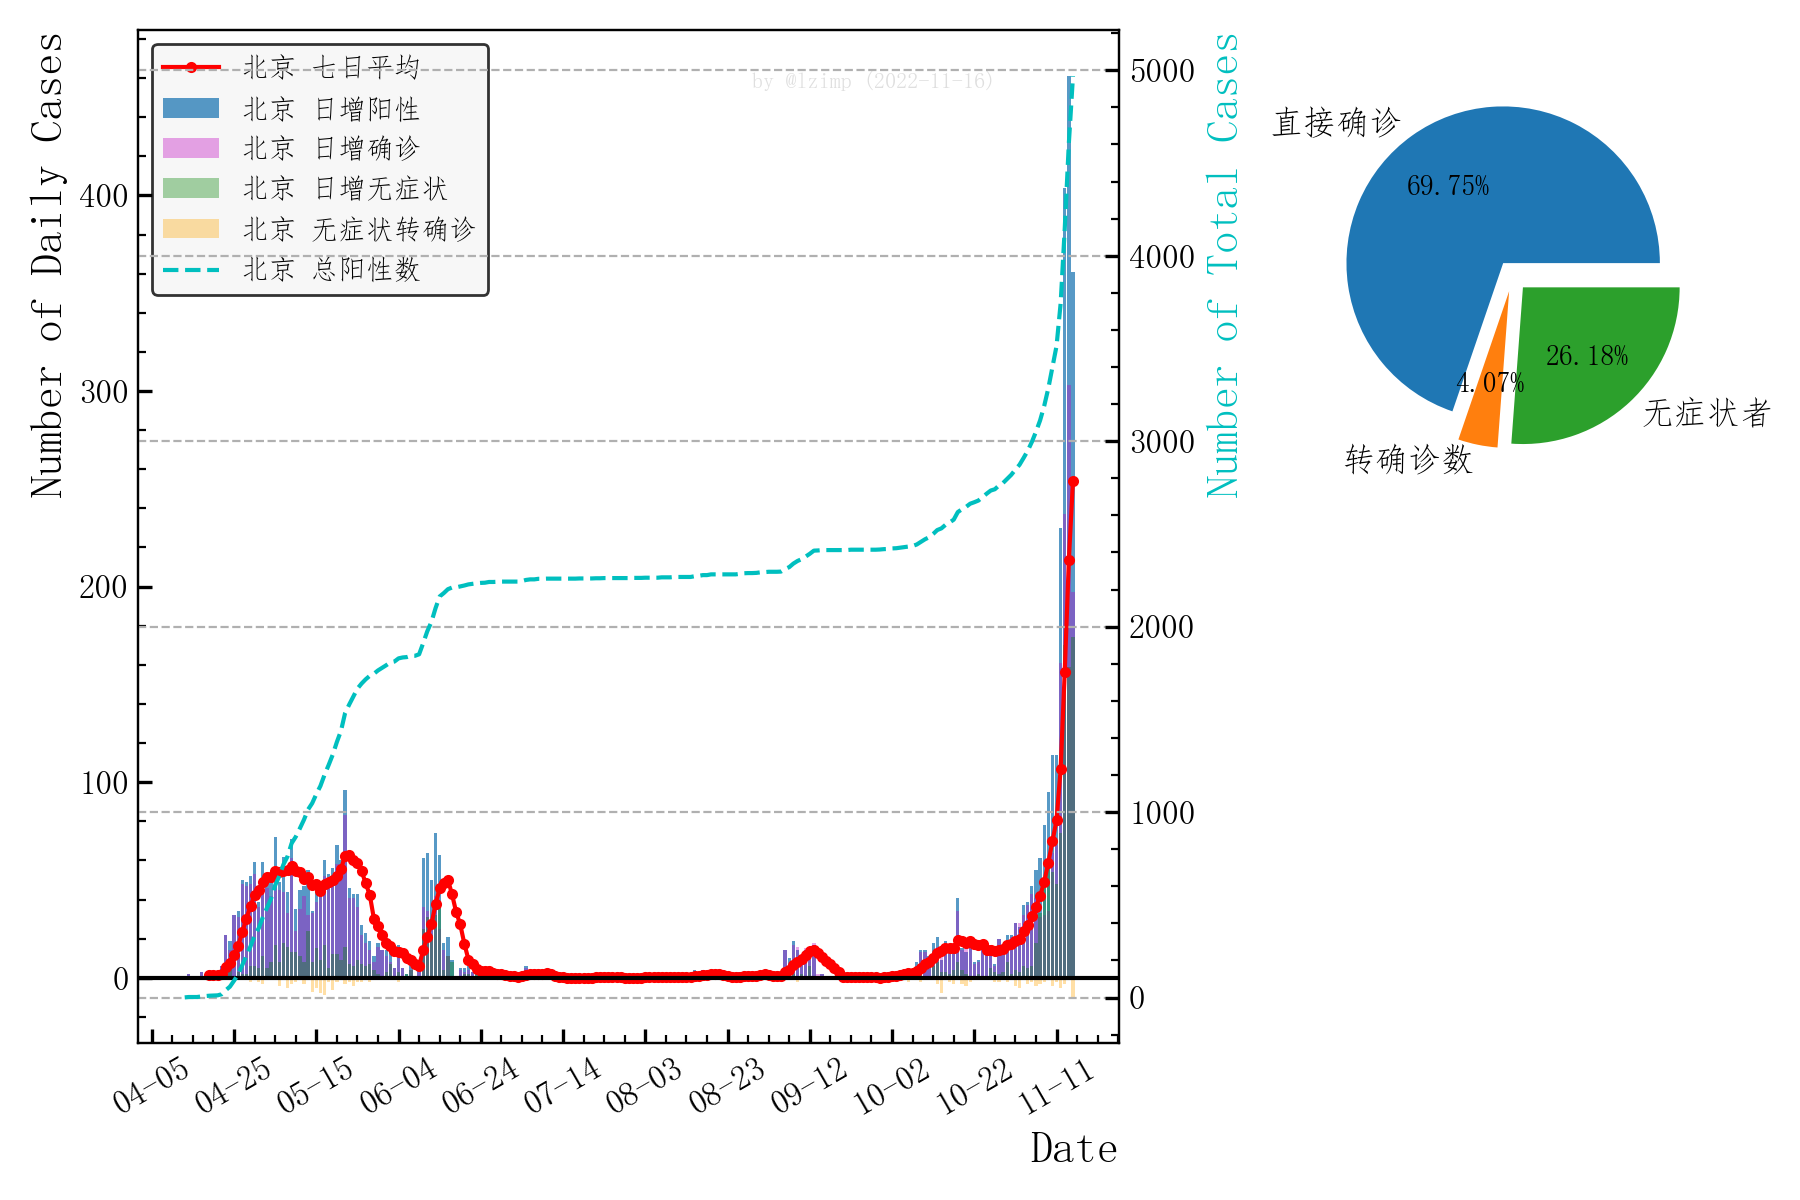 by @lzimp (2022-11-16)
北京 七日平均
北京 日增阳性
北京 日增确诊
北京 日增无症状
北京 无症状转确诊
北京 总阳性数
Number of Daily Cases
400
300
200
100
0
5000
4000
3000
2000
1000
0
Number of Total Cases
04-05
04-25
05-15
06-04
06-24
07-14
08-03
08-23
09-12
10-02
10-22
11-11
Date
直接确诊
69.75%
26.18%
4.07%
无症状者
转确诊数